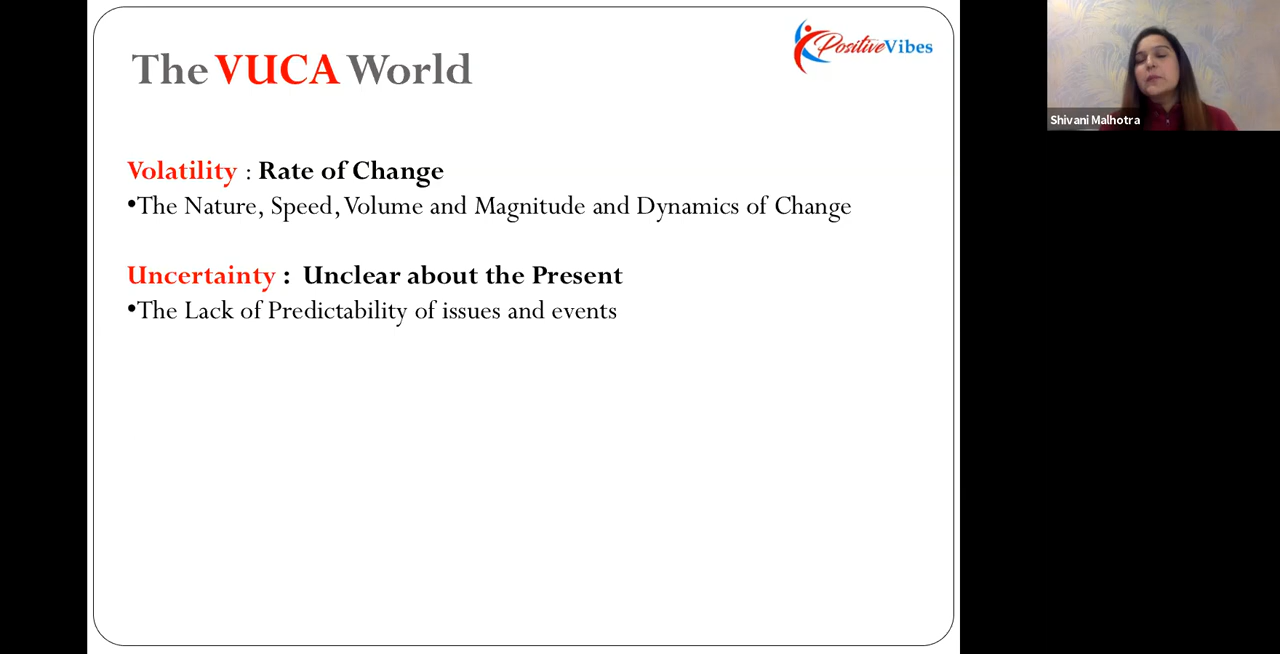 The VUCA World
PositiveVibes
Volatility : Rate of Change
•The Nature, Speed, Volume and Magnitude and Dynamics of Change
Uncertainty : Unclear about the Present
•The Lack of Predictability of issues and events
Shivani Malhotra